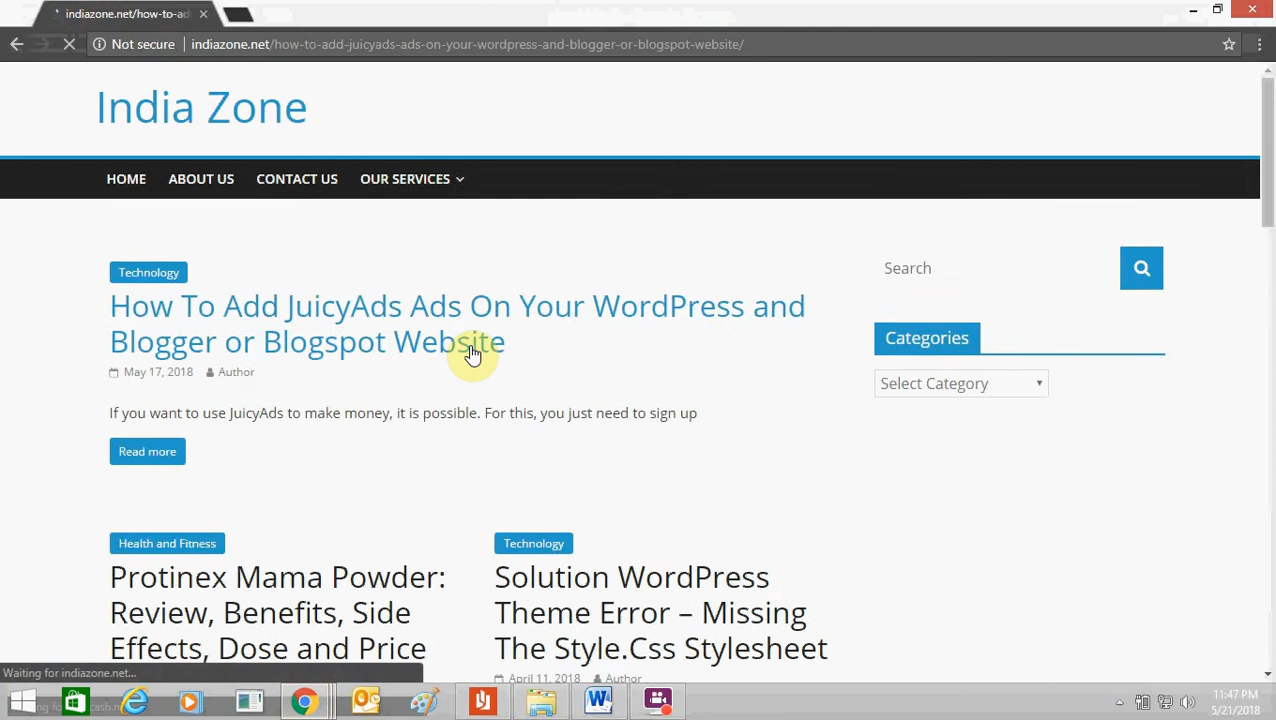 indiazone.net/how-to-ad
Not secure
indiazone.net/how-to-add-juicyads-ads-on-your-wordpress-and-blogger-or-blogspot-website/
India Zone
HOME ABOUT US CONTACT US OUR SERVICES
Technology
How To Add JuicyAds Ads On Your WordPress and
Blogger or Blogspot Website
May 17, 2018 Author
If you want to use JuicyAds to make money, it is possible. For this, you just need to sign up
Read more
Search
Categories
Select Category
Health and Fitness
Protinex Mama Powder:
Review, Benefits, Side
Effects, Dose and Price
Technology
Solution WordPress
Theme Error – Missing
The Style.Css Stylesheet
April 11, 2018 Author
Waiting for indiazone.net...
11:47 PM
5/21/2018